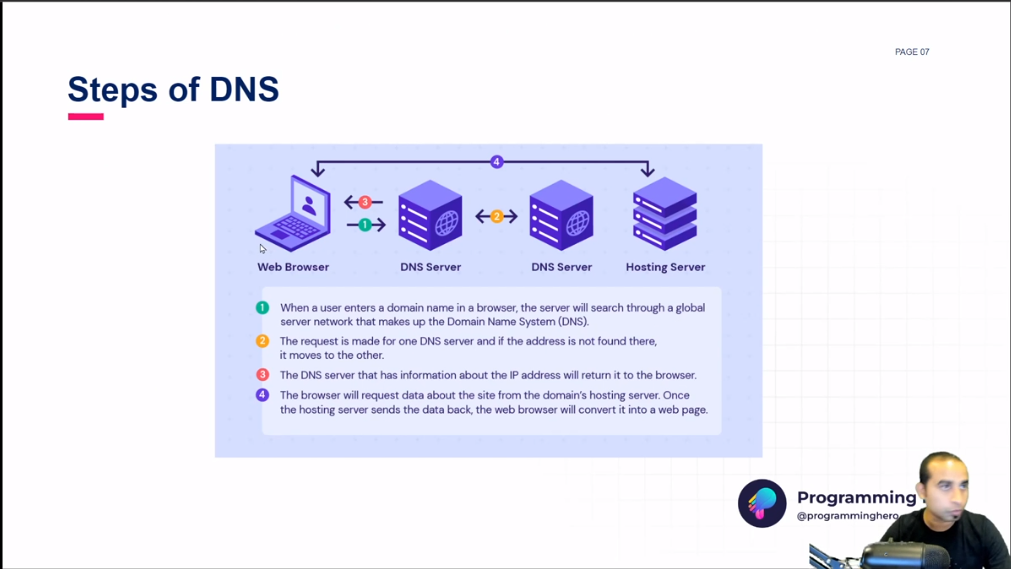 PAGE 07
Steps of DNS
4
3
1
2
Web Browser
DNS Server
DNS Server
Hosting Server
1 When a user enters a domain name in a browser, the server will search through a global
server network that makes up the Domain Name System (DNS).
2 The request is made for one DNS server and if the address is not found there,
it moves to the other.
3 The DNS server that has information about the IP address will return it to the browser.
4 The browser will request data about the site from the domain's hosting server. Once
the hosting server sends the data back, the web browser will convert it into a web page.
Programming
@programminghero